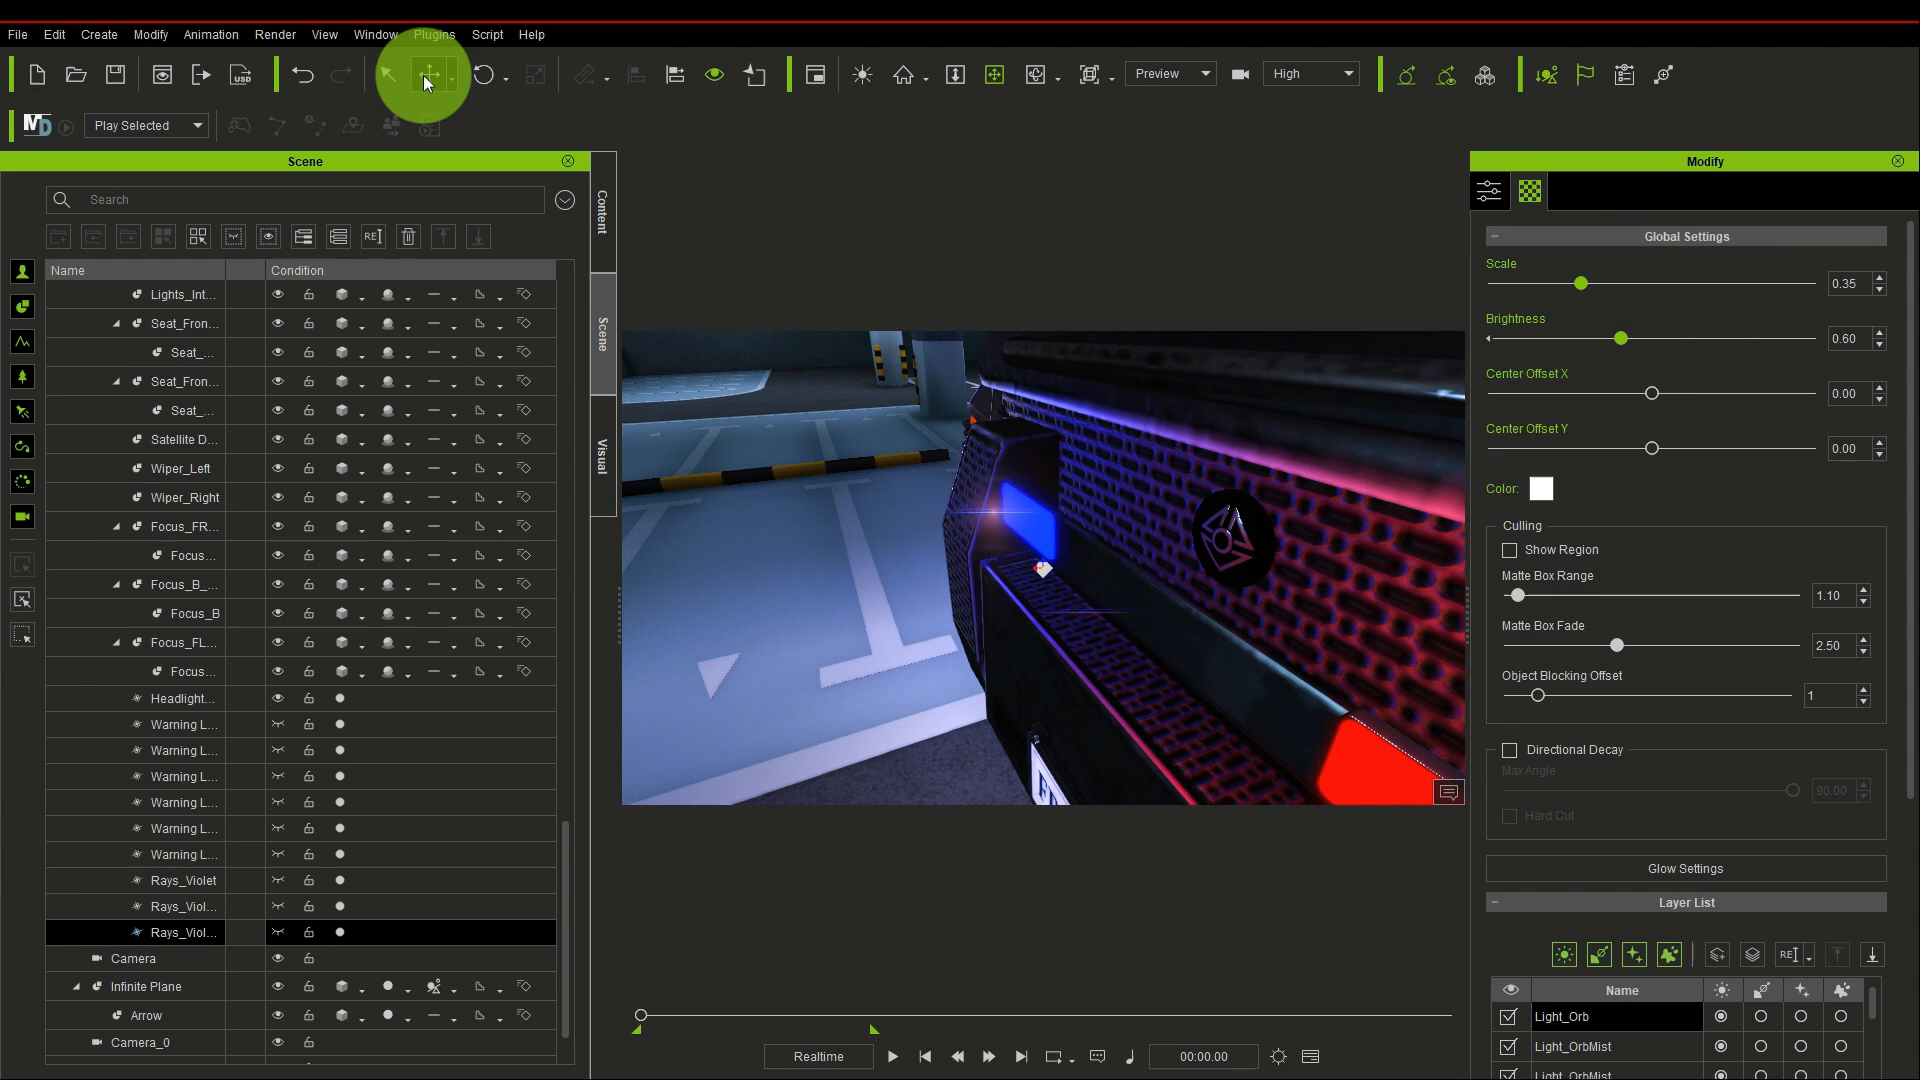 File Edit Create Modify Animation Render View Window Plugins Script Help
USD
Preview
High
MD
Play Selected
Scene
Search
RE
Name
Condition
Lights_Int...
Seat_Fron...
Seat_...
Seat_Fron...
Seat_...
Satellite D...
Wiper_Left
Wiper_Right
Focus_FR...
Focus...
Focus_B_...
Focus_B
Focus_FL...
Focus...
Headlight...
Warning L...
Warning L...
Warning L...
Warning L...
Warning L...
Warning L...
Rays_Violet
Rays_Viol...
Rays_Viol...
Camera
Infinite Plane
Arrow
Camera_0
Content
Scene
Visual
Realtime
00:00.00
Modify
Global Settings
Scale
0.35
Brightness
0.60
Center Offset X
0.00
Center Offset Y
0.00
Color:
Culling
Show Region
Matte Box Range
1.10
Matte Box Fade
2.50
Object Blocking Offset
1
Directional Decay
Max Angle
90.00
Hard Cut
Glow Settings
Layer List
RE
Name
Light_Orb
Light_OrbMist
Light_OrbMist